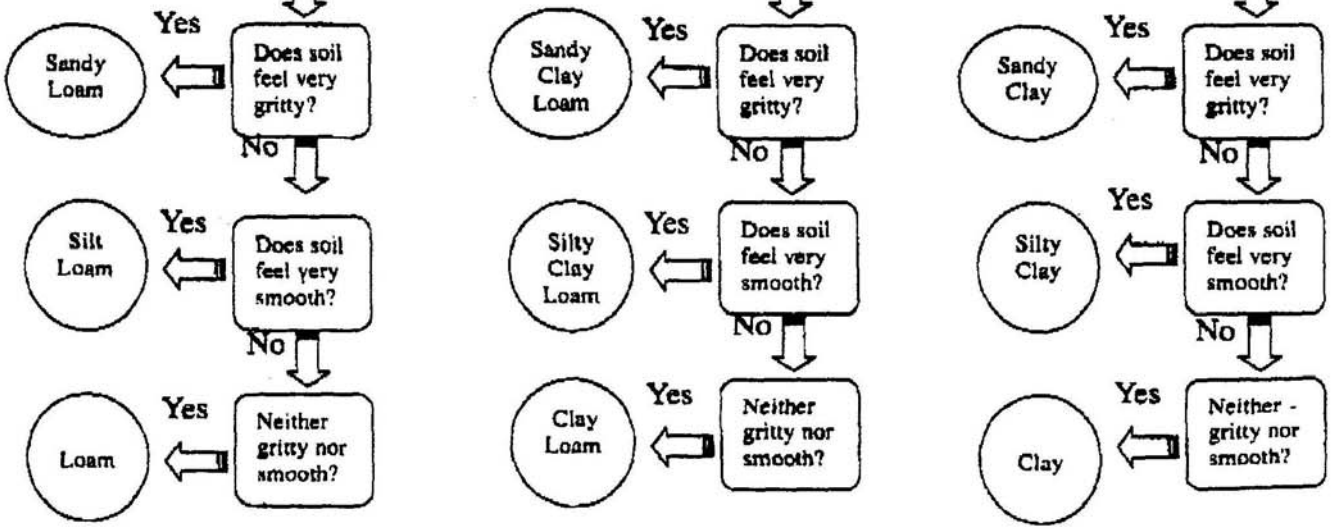 Yes
Sandy
Loam
Does soil
feel very
gritty?
No
Yes
Silt
Loam
Does soil
feel very
smooth?
No
Yes
Loam
Neither
gritty nor
smooth?
Yes
Sandy
Clay
Loam
Does soil
feel very
gritty?
No
Yes
Silty
Clay
Loam
Does soil
feel very
smooth?
No
Yes
Clay
Loam
Neither
gritty nor
smooth?
Yes
Sandy
Clay
Does soil
feel very
gritty?
No
Yes
Silty
Clay
Does soil
feel very
smooth?
No
Yes
Clay
Neither -
gritty nor
smooth?